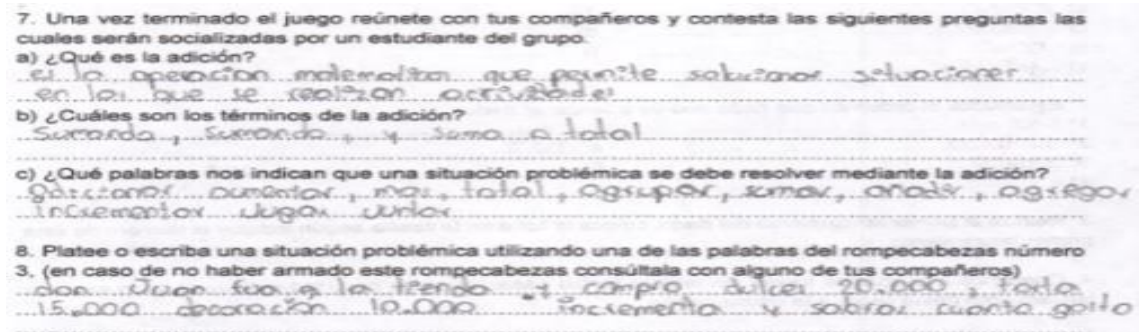 7. Una vez terminado el juego reúnete con tus compañeros y contesta las siguientes preguntas las
cuales serán socializadas por un estudiante del grupo.
a) ¿Qué es la adición?
es la operacion matematica que permite solucionar situaciones
en las que se realizan actividades
b) ¿Cuáles son los términos de la adición?
Sumando, sumando, y suma o total
c) ¿Qué palabras nos indican que una situación problémica se debe resolver mediante la adición?
adicionar aumentar, mas, total, agrupar, sumar, añadir, agregar
incrementar juntar
8. Platee o escriba una situación problémica utilizando una de las palabras del rompecabezas número
3. (en caso de no haber armado este rompecabezas consúltala con alguno de tus compañeros)
don Juan fue a la tienda y compro dulces 20.000, torta
15.000 decoración 10.000 incremento y sobros cuanto gasto